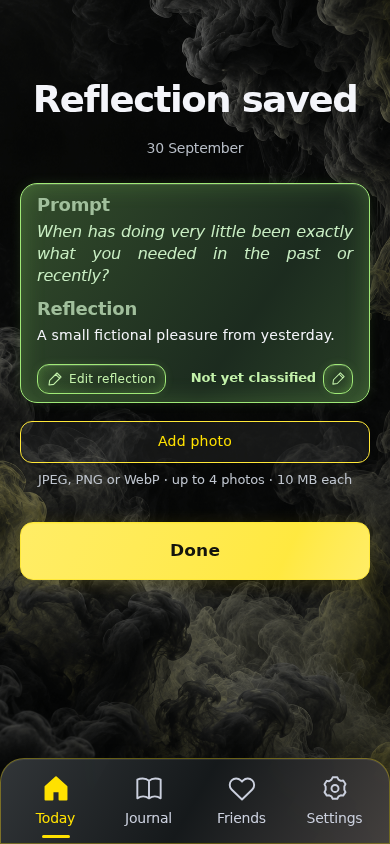 Reflection saved
30 September
Prompt
When has doing very little been exactly
what you needed in the past or
recently?
Reflection
A small fictional pleasure from yesterday.
Edit reflection
Not yet classified
Add photo
JPEG, PNG or WebP · up to 4 photos · 10 MB each
Done
Today
Journal
Friends
Settings